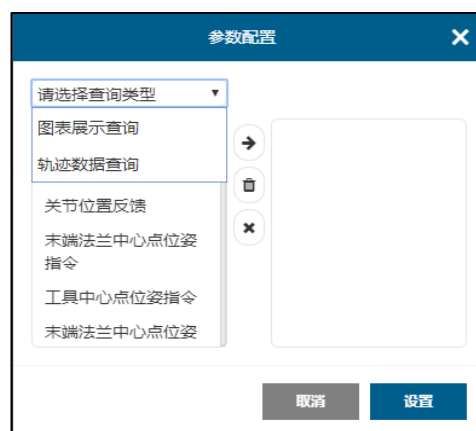 参数配置
请选择查询类型
图表展示查询
轨迹数据查询
关节位置反馈
末端法兰中心点位姿
指令
工具中心点位姿指令
末端法兰中心点位姿
取消
设置